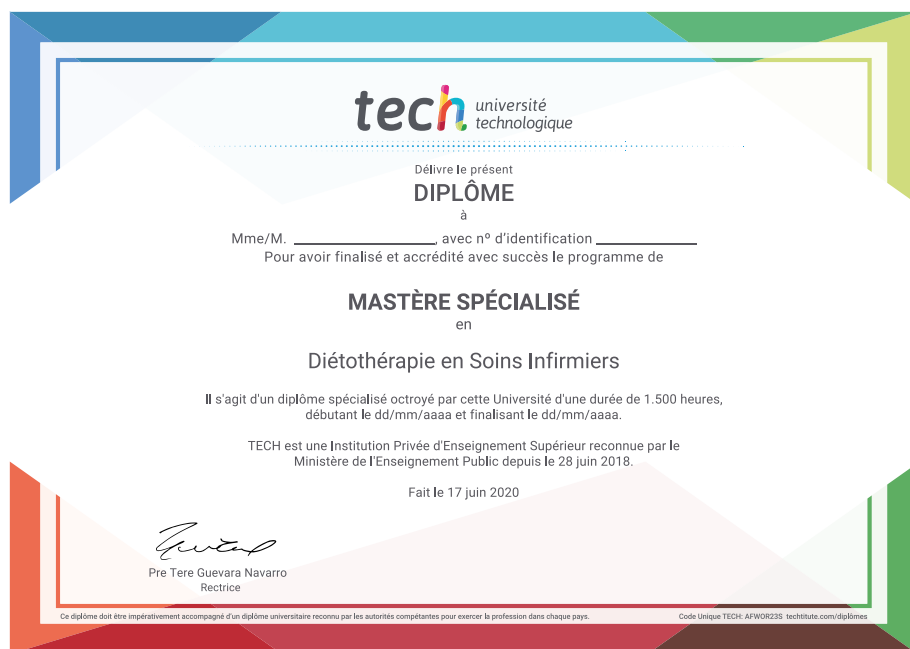 tech université
technologique
Délivre le présent
DIPLÔME
à
Mme/M. ____________, avec nº d'identification ____________
Pour avoir finalisé et accrédité avec succès le programme de
MASTÈRE SPÉCIALISÉ
en
Diétothérapie en Soins Infirmiers
Il s'agit d'un diplôme spécialisé octroyé par cette Université d'une durée de 1.500 heures,
débutant le dd/mm/aaaa et finalisant le dd/mm/aaaa.
TECH est une Institution Privée d'Enseignement Supérieur reconnue par le
Ministère de l'Enseignement Public depuis le 28 juin 2018.
Fait le 17 juin 2020
Pre Tere Guevara Navarro
Rectrice
Ce diplôme doit être impérativement accompagné d'un diplôme universitaire reconnu par les autorités compétantes pour exercer la profession dans chaque pays.
Code Unique TECH: AFWOR23S techtitute.com/diplômes